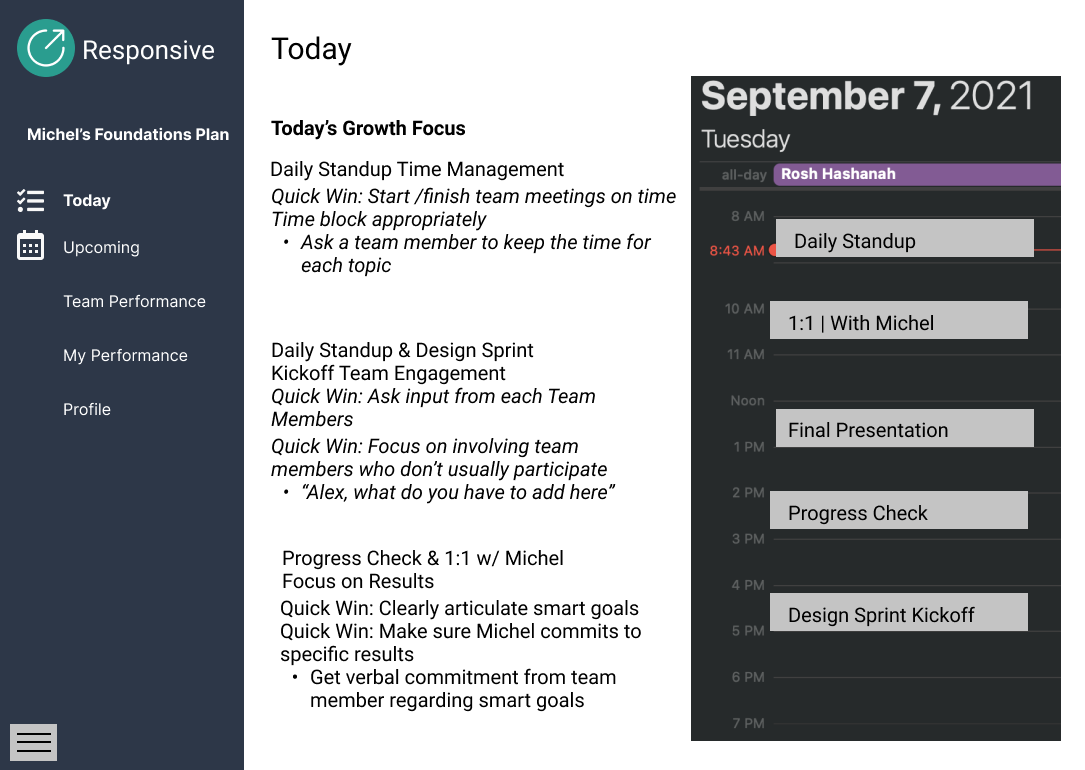 Responsive
Michel’s Foundations Plan
Today
Upcoming
Team Performance
My Performance
Profile
Today
Today’s Growth Focus
Daily Standup Time Management
Quick Win: Start /finish team meetings on time
Time block appropriately
• Ask a team member to keep the time for
each topic
Daily Standup & Design Sprint
Kickoff Team Engagement
Quick Win: Ask input from each Team
Members
Quick Win: Focus on involving team
members who don’t usually participate
• “Alex, what do you have to add here”
Progress Check & 1:1 w/ Michel
Focus on Results
Quick Win: Clearly articulate smart goals
Quick Win: Make sure Michel commits to
specific results
• Get verbal commitment from team
member regarding smart goals
September 7, 2021
Tuesday
all-day Rosh Hashanah
8 AM
Daily Standup
8:43 AM
10 AM
1:1 | With Michel
11 AM
Noon
Final Presentation
1 PM
2 PM
Progress Check
3 PM
4 PM
Design Sprint Kickoff
5 PM
6 PM
7 PM